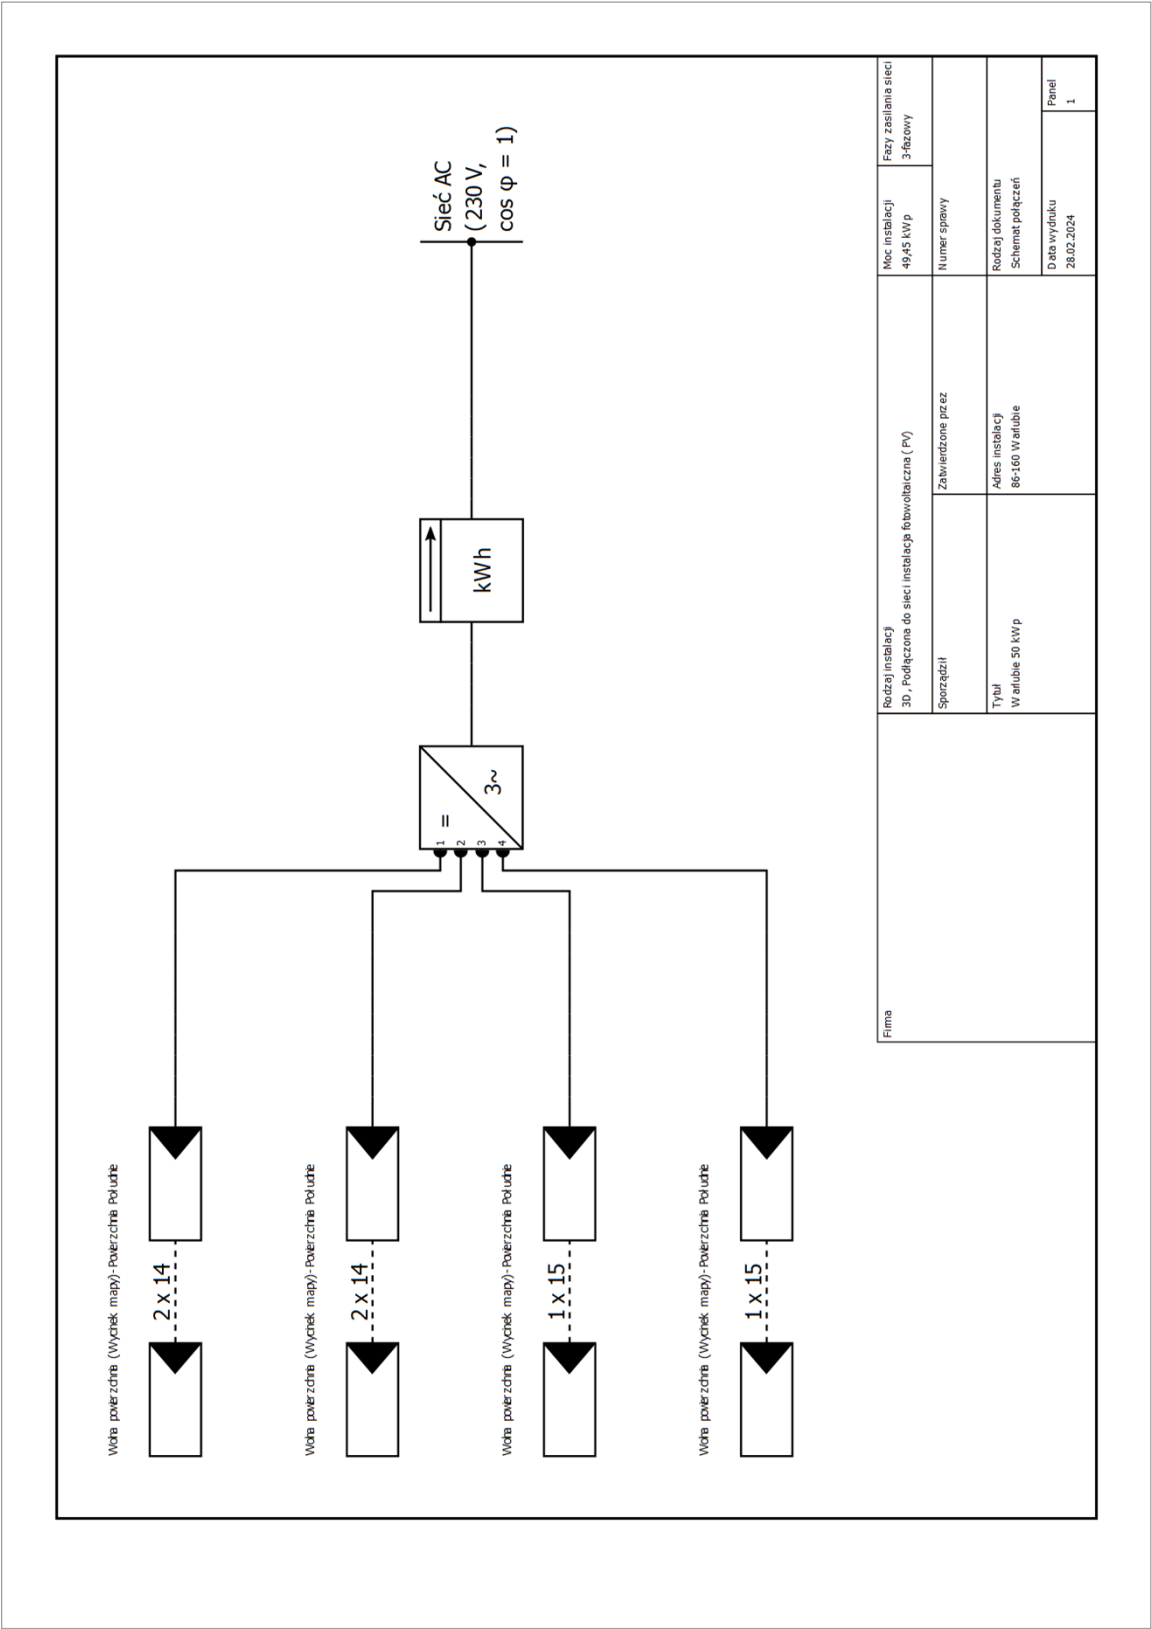 Wolna powierzchnia (Wycinek mapy)-Powierzchnia Południe
2 x 14
Wolna powierzchnia (Wycinek mapy)-Powierzchnia Południe
2 x 14
Wolna powierzchnia (Wycinek mapy)-Powierzchnia Południe
1 x 15
Wolna powierzchnia (Wycinek mapy)-Powierzchnia Południe
1 x 15
1
2
3
4
=
3~
kWh
Sieć AC
(230 V,
cos φ = 1)
Firma
Rodzaj instalacji
3D, Podłączona do sieci instalacja fotowoltaiczna (PV)
Moc instalacji
49,45 kWp
Fazy zasilania sieci
3-fazowy
Sporządził
Zatwierdzone przez
Numer sprawy
Tytuł
Warlubie 50 kWp
Adres instalacji
86-160 Warlubie
Rodzaj dokumentu
Schemat połączeń
Data wydruku
28.02.2024
Panel
1